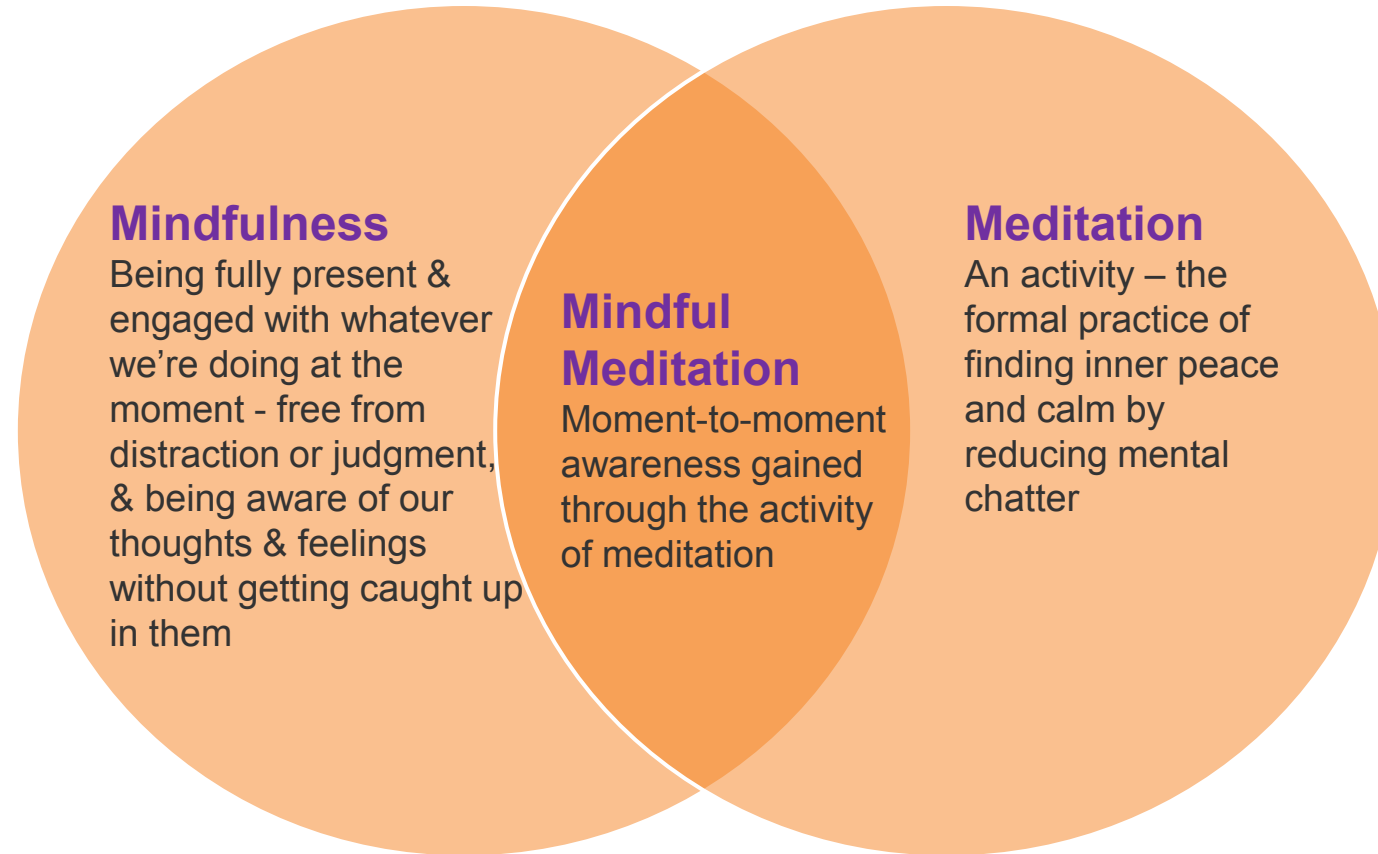 Mindfulness
Being fully present &
engaged with whatever
we’re doing at the
moment - free from
distraction or judgment,
& being aware of our
thoughts & feelings
without getting caught up
in them
Mindful
Meditation
Moment-to-moment
awareness gained
through the activity
of meditation
Meditation
An activity – the
formal practice of
finding inner peace
and calm by
reducing mental
chatter